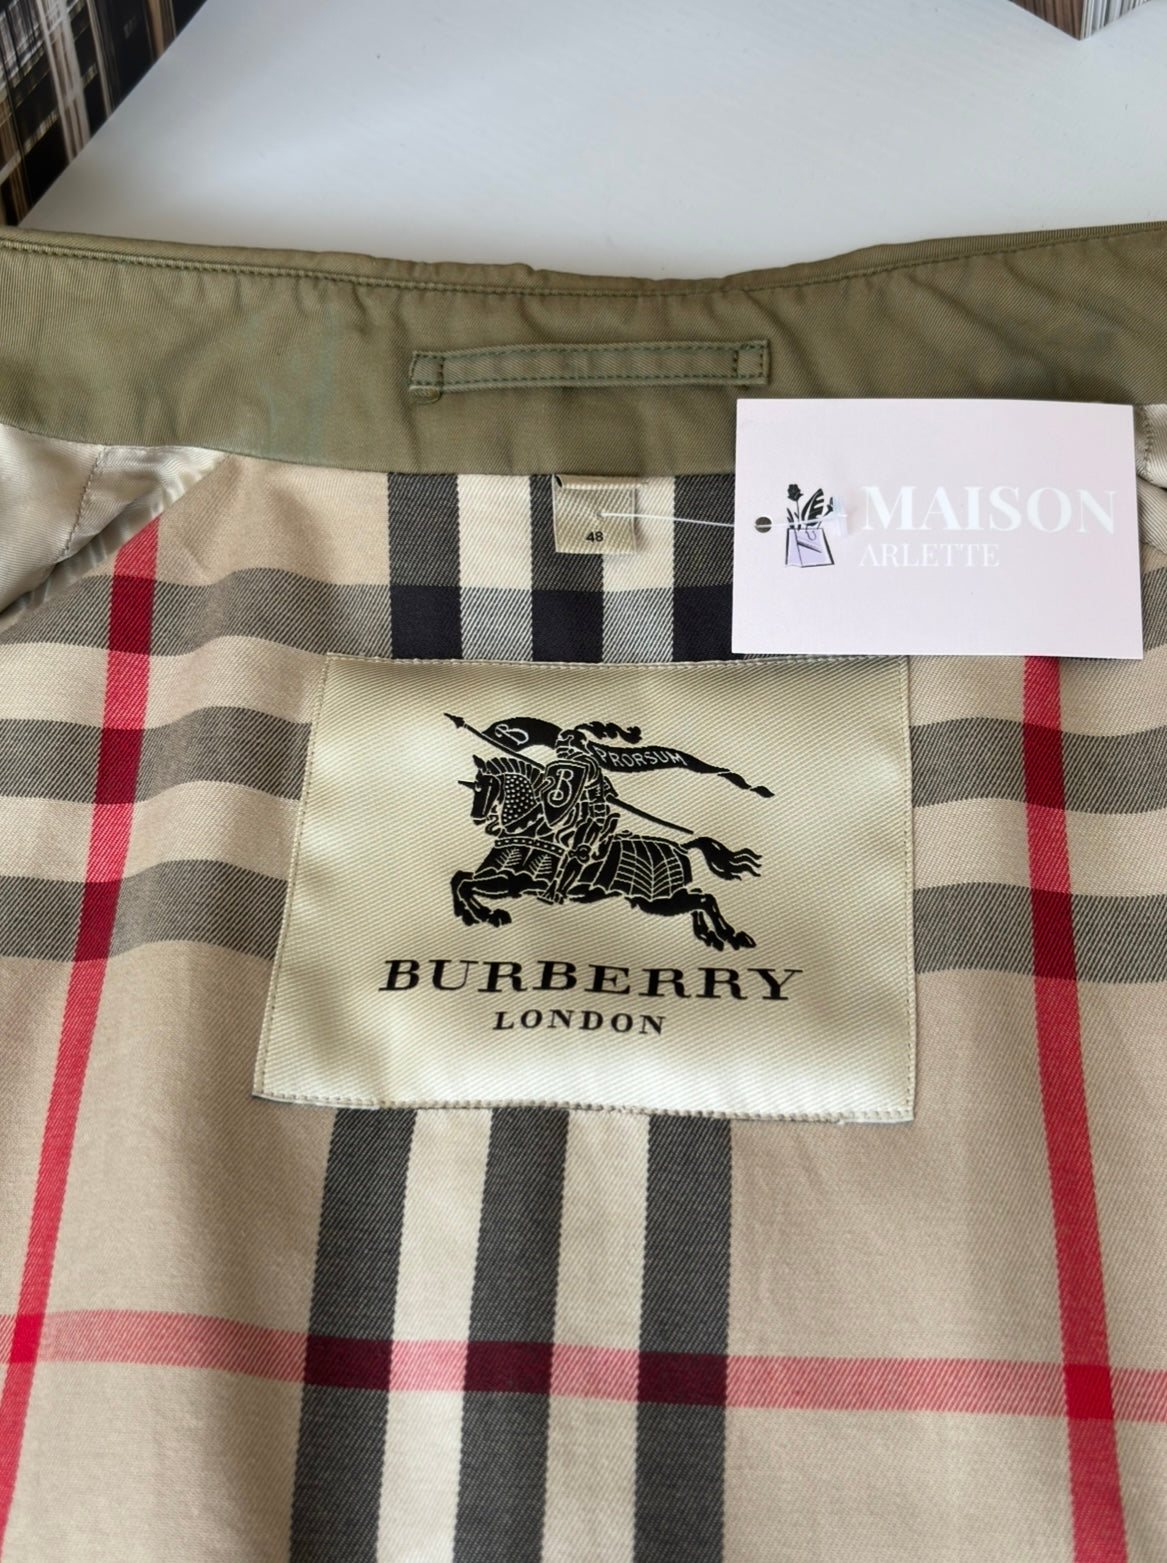 48
MAISON
ARLETTE
PRORSUM
B
BURBERRY
LONDON